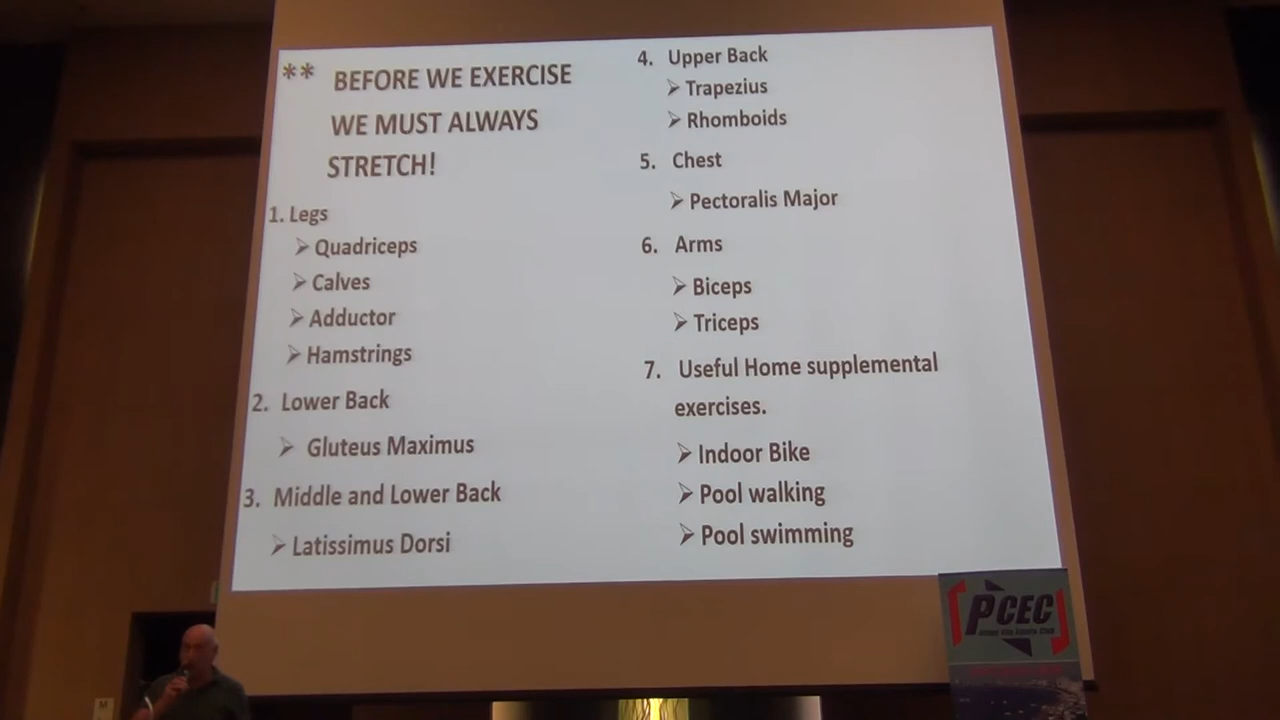 ** BEFORE WE EXERCISE
WE MUST ALWAYS
STRETCH!
1. Legs
➢ Quadriceps
➢ Calves
➢ Adductor
➢ Hamstrings
2. Lower Back
➢ Gluteus Maximus
3. Middle and Lower Back
➢ Latissimus Dorsi
4. Upper Back
➢ Trapezius
➢ Rhomboids
5. Chest
➢ Pectoralis Major
6. Arms
➢ Biceps
➢ Triceps
7. Useful Home supplemental
exercises.
➢ Indoor Bike
➢ Pool walking
➢ Pool swimming
PCEC
M